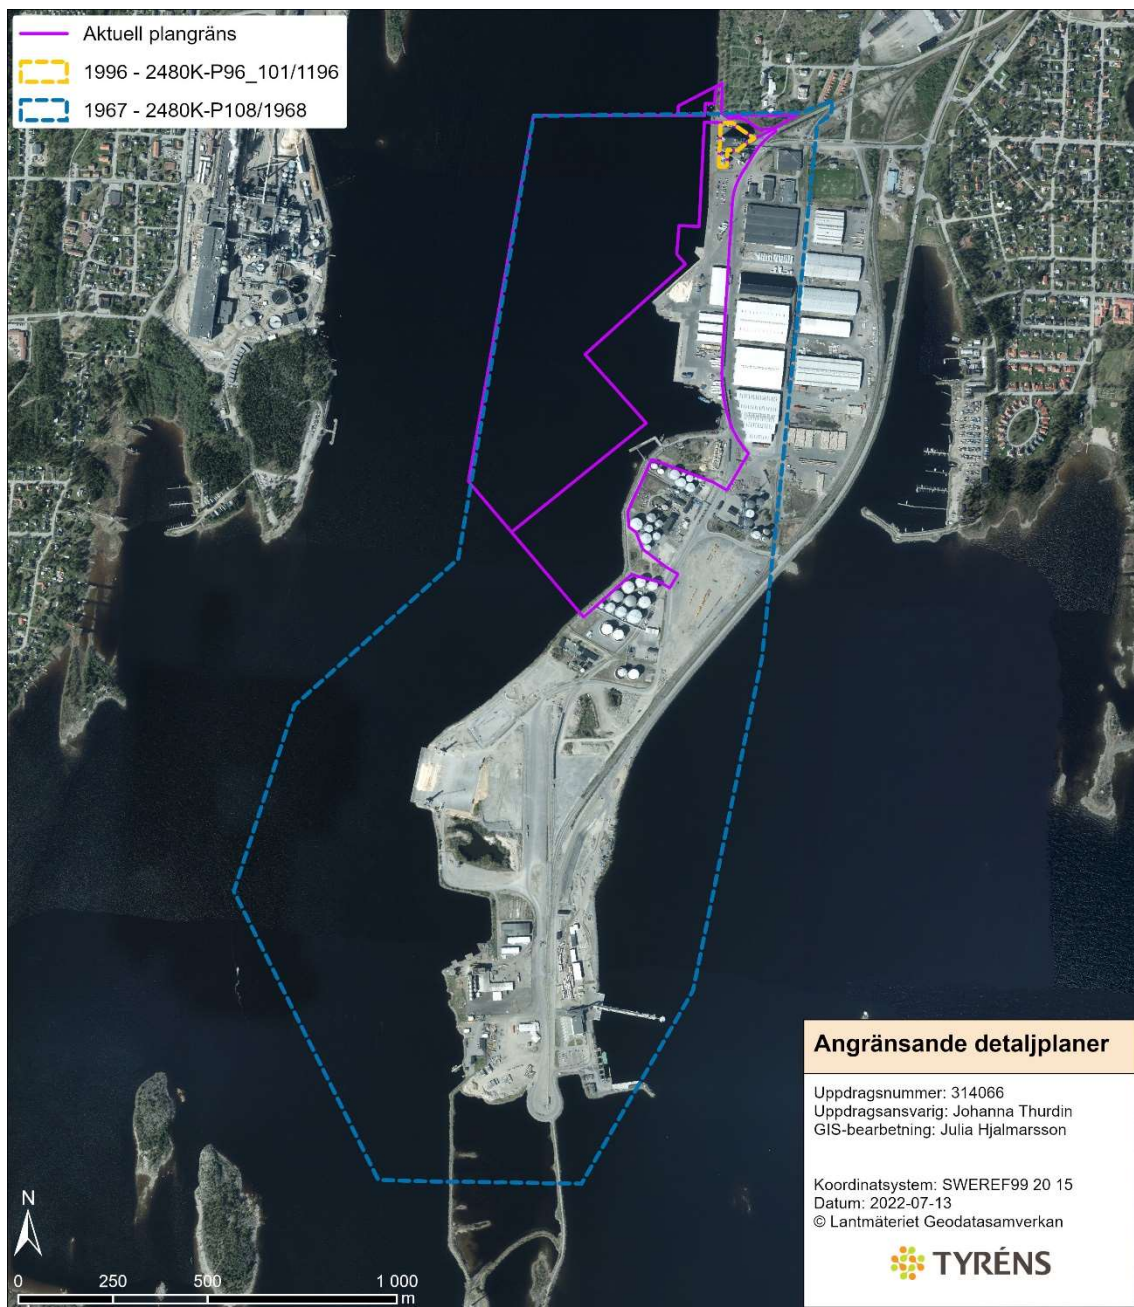 Aktuell plangräns
1996 - 2480K-P96_101/1196
1967 - 2480K-P108/1968
Angränsande detaljplaner
Uppdragsnummer: 314066
Uppdragsansvarig: Johanna Thurdin
GIS-bearbetning: Julia Hjalmarsson
Koordinatsystem: SWEREF99 20 15
Datum: 2022-07-13
© Lantmäteriet Geodatasamverkan
TYRÉNS
N
0 250 500 1 000
m